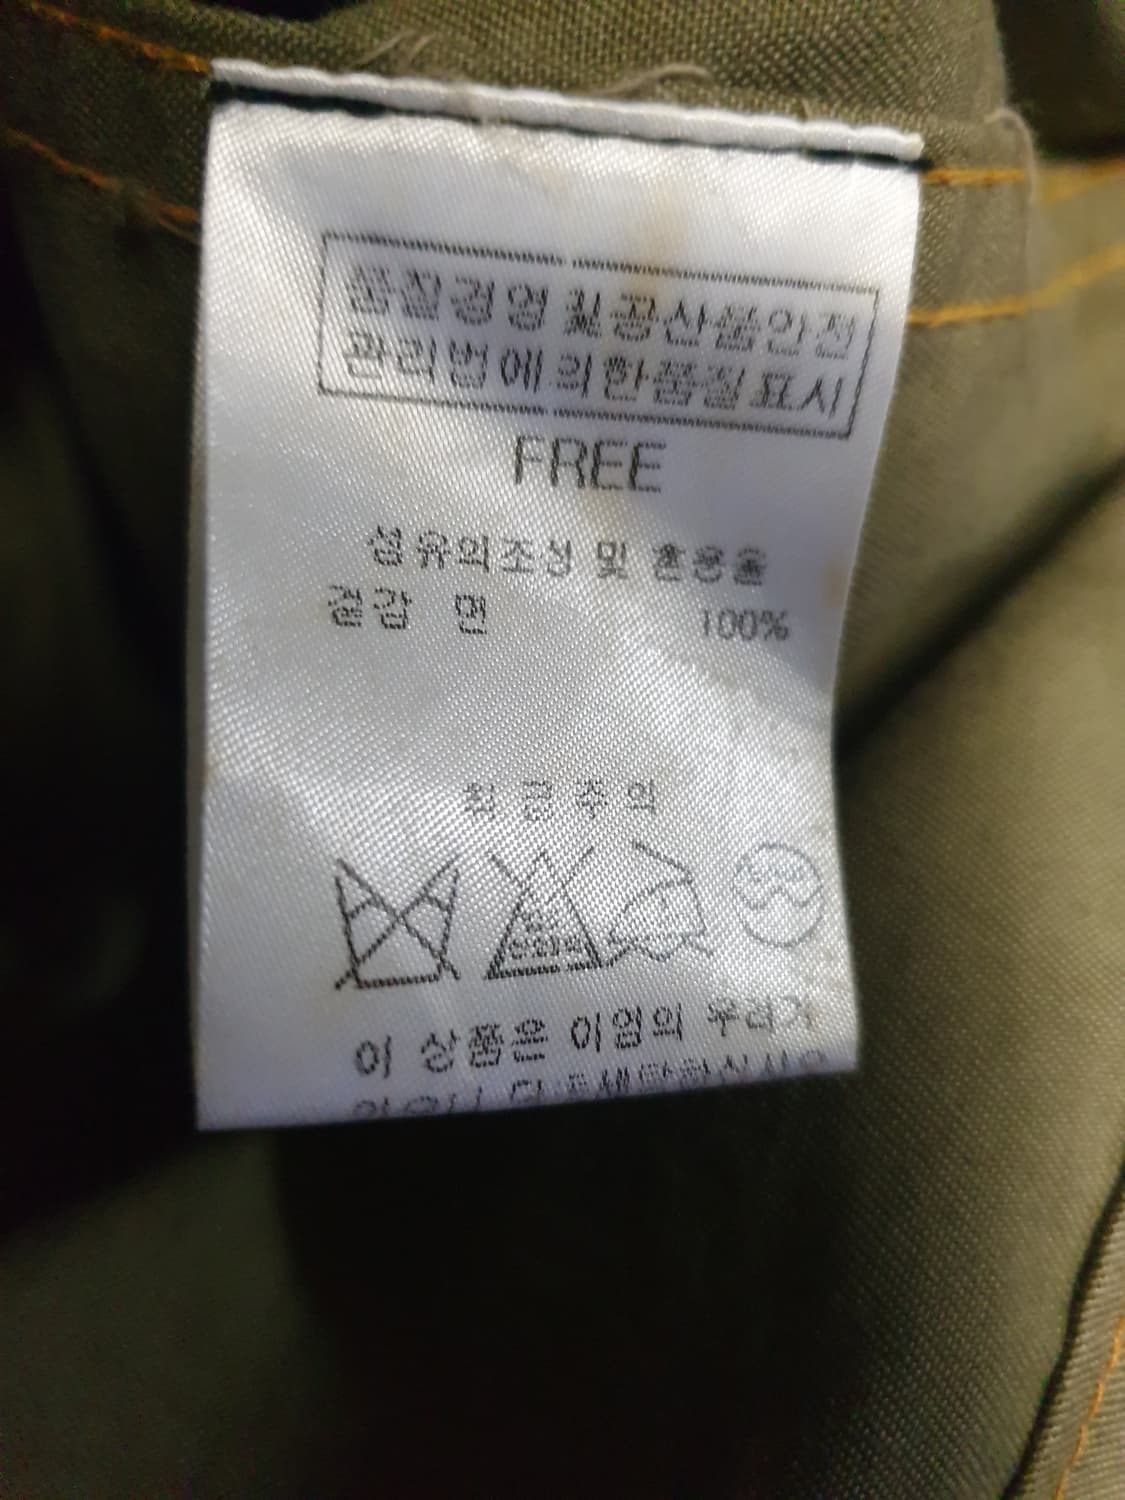 품질경영 및 공산품안전
관리법에 의한 품질표시
FREE
섬유의조성 및 혼용율
겉감 면 100%
취급주의
이 상품은 이염의 우려가